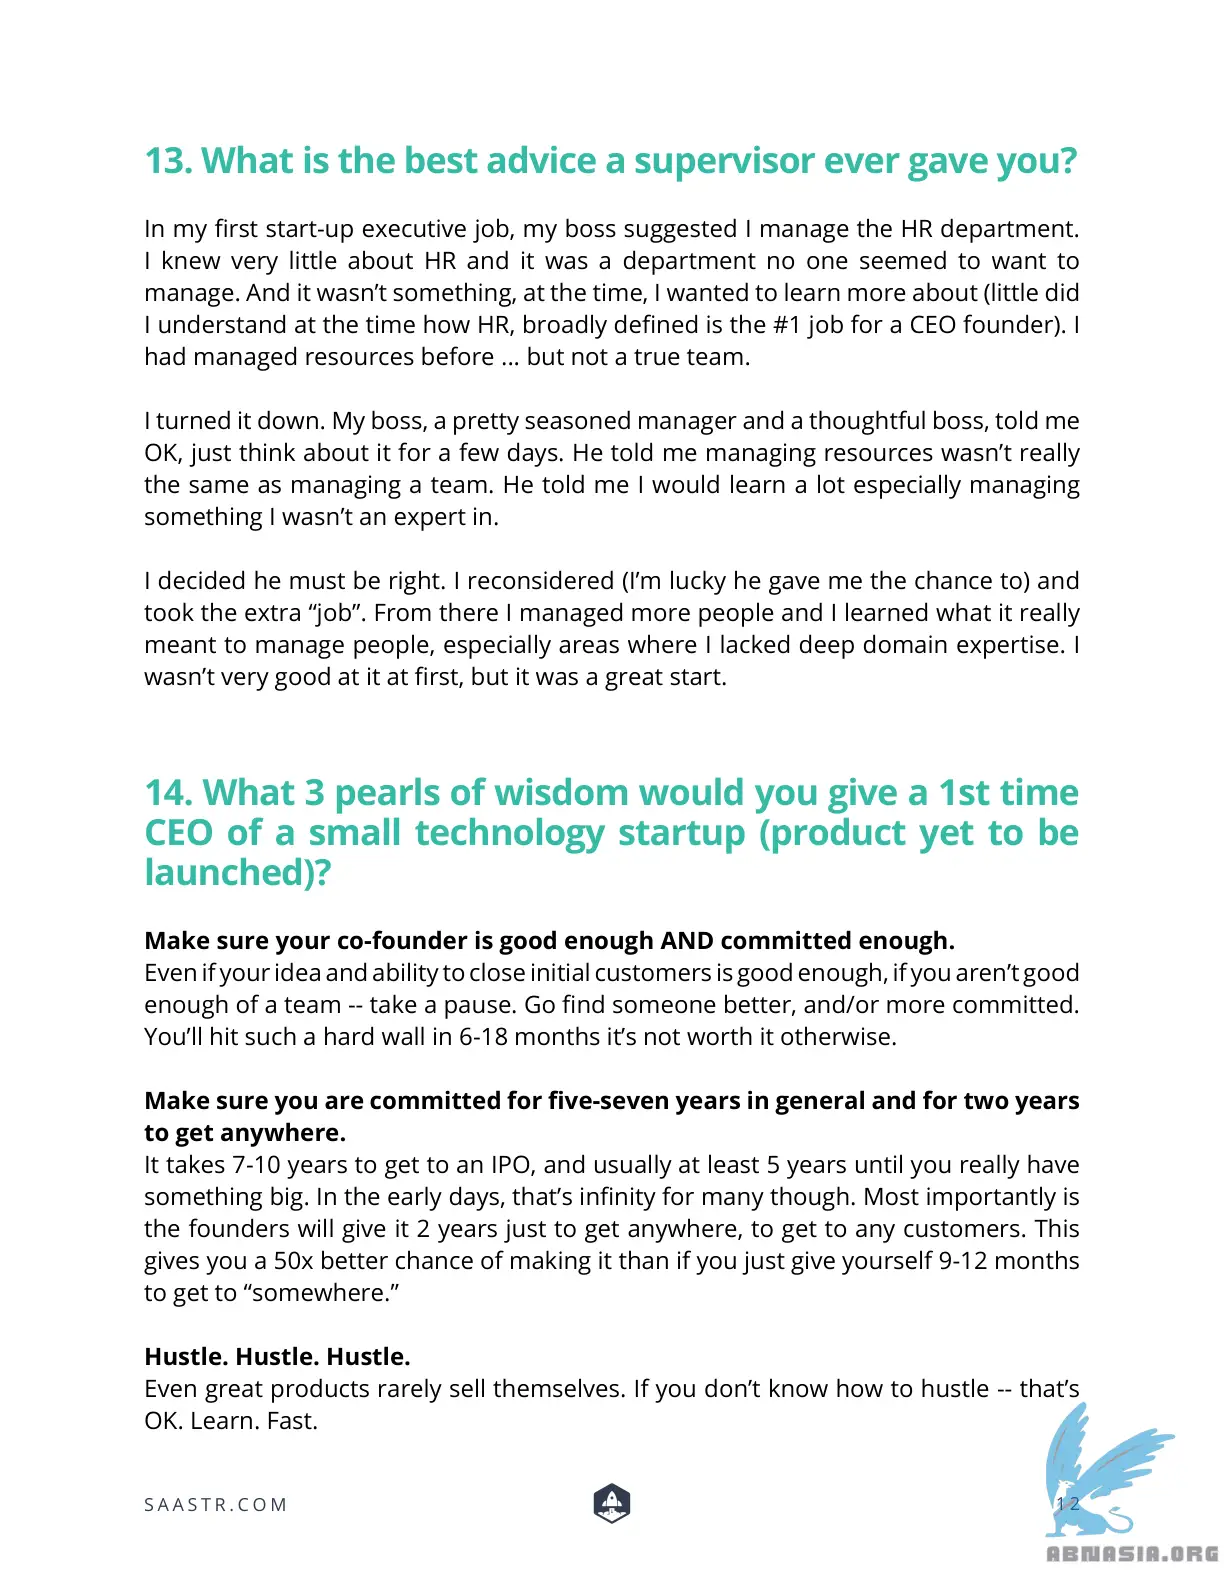 13. What is the best advice a supervisor ever gave you?
In my first start-up executive job, my boss suggested I manage the HR department.
I knew very little about HR and it was a department no one seemed to want to
manage. And it wasn’t something, at the time, I wanted to learn more about (little did
I understand at the time how HR, broadly defined is the #1 job for a CEO founder). I
had managed resources before ... but not a true team.
I turned it down. My boss, a pretty seasoned manager and a thoughtful boss, told me
OK, just think about it for a few days. He told me managing resources wasn’t really
the same as managing a team. He told me I would learn a lot especially managing
something I wasn’t an expert in.
I decided he must be right. I reconsidered (I’m lucky he gave me the chance to) and
took the extra “job”. From there I managed more people and I learned what it really
meant to manage people, especially areas where I lacked deep domain expertise. I
wasn’t very good at it at first, but it was a great start.
14. What 3 pearls of wisdom would you give a 1st time
CEO of a small technology startup (product yet to be
launched)?
Make sure your co-founder is good enough AND committed enough.
Even if your idea and ability to close initial customers is good enough, if you aren’t good
enough of a team -- take a pause. Go find someone better, and/or more committed.
You’ll hit such a hard wall in 6-18 months it’s not worth it otherwise.
Make sure you are committed for five-seven years in general and for two years
to get anywhere.
It takes 7-10 years to get to an IPO, and usually at least 5 years until you really have
something big. In the early days, that’s infinity for many though. Most importantly is
the founders will give it 2 years just to get anywhere, to get to any customers. This
gives you a 50x better chance of making it than if you just give yourself 9-12 months
to get to “somewhere.”
Hustle. Hustle. Hustle.
Even great products rarely sell themselves. If you don’t know how to hustle -- that’s
OK. Learn. Fast.
SAASTR.COM
12
ABNASIA.ORG